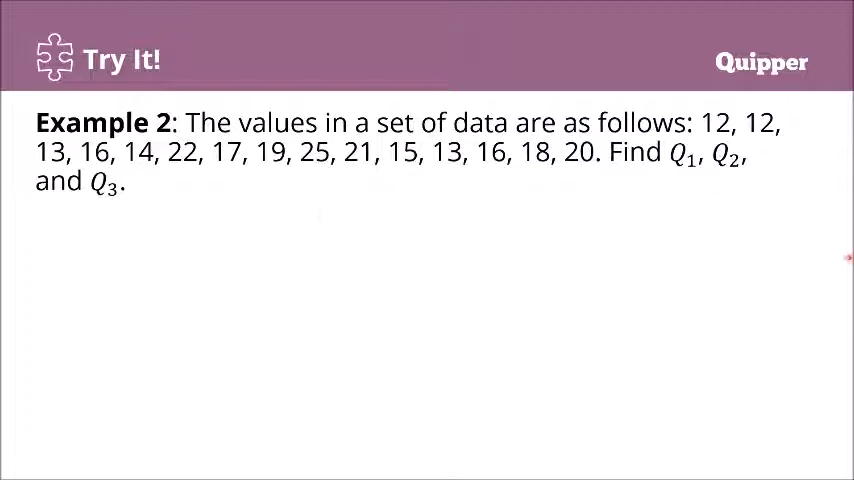 Try It!
Quipper
Example 2: The values in a set of data are as follows: 12, 12,
13, 16, 14, 22, 17, 19, 25, 21, 15, 13, 16, 18, 20. Find Q₁, Q₂,
and Q₃.